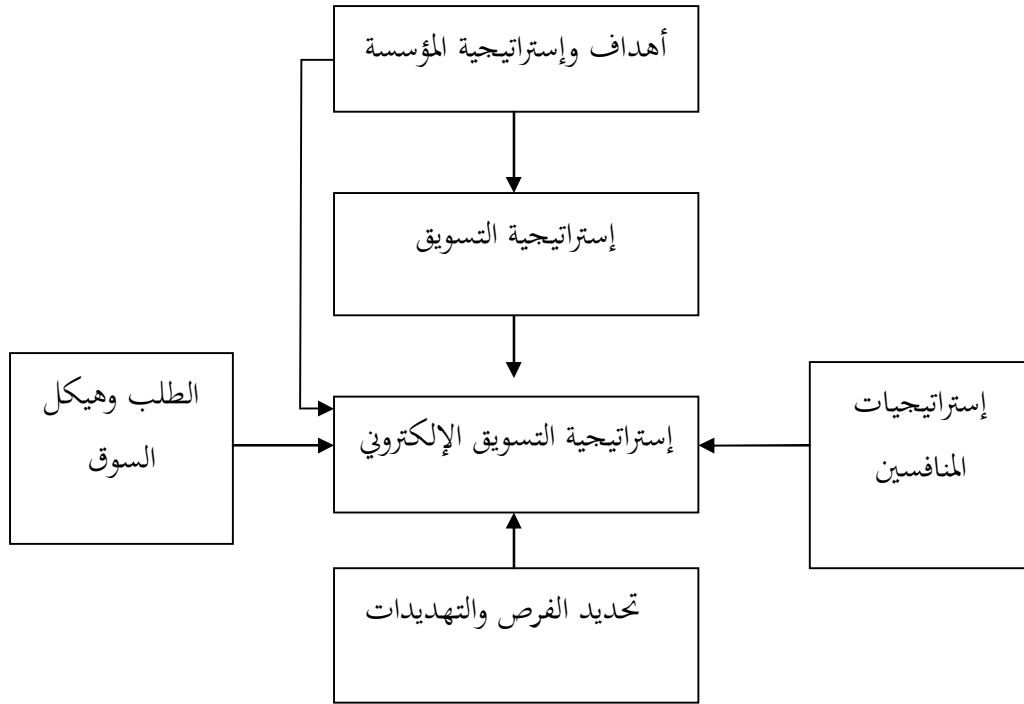 أهداف وإستراتيجية المؤسسة
إستراتيجية التسويق
إستراتيجيات
المنافسين
إستراتيجية التسويق الإلكتروني
الطلب وهيكل
السوق
تحديد الفرص والتهديدات